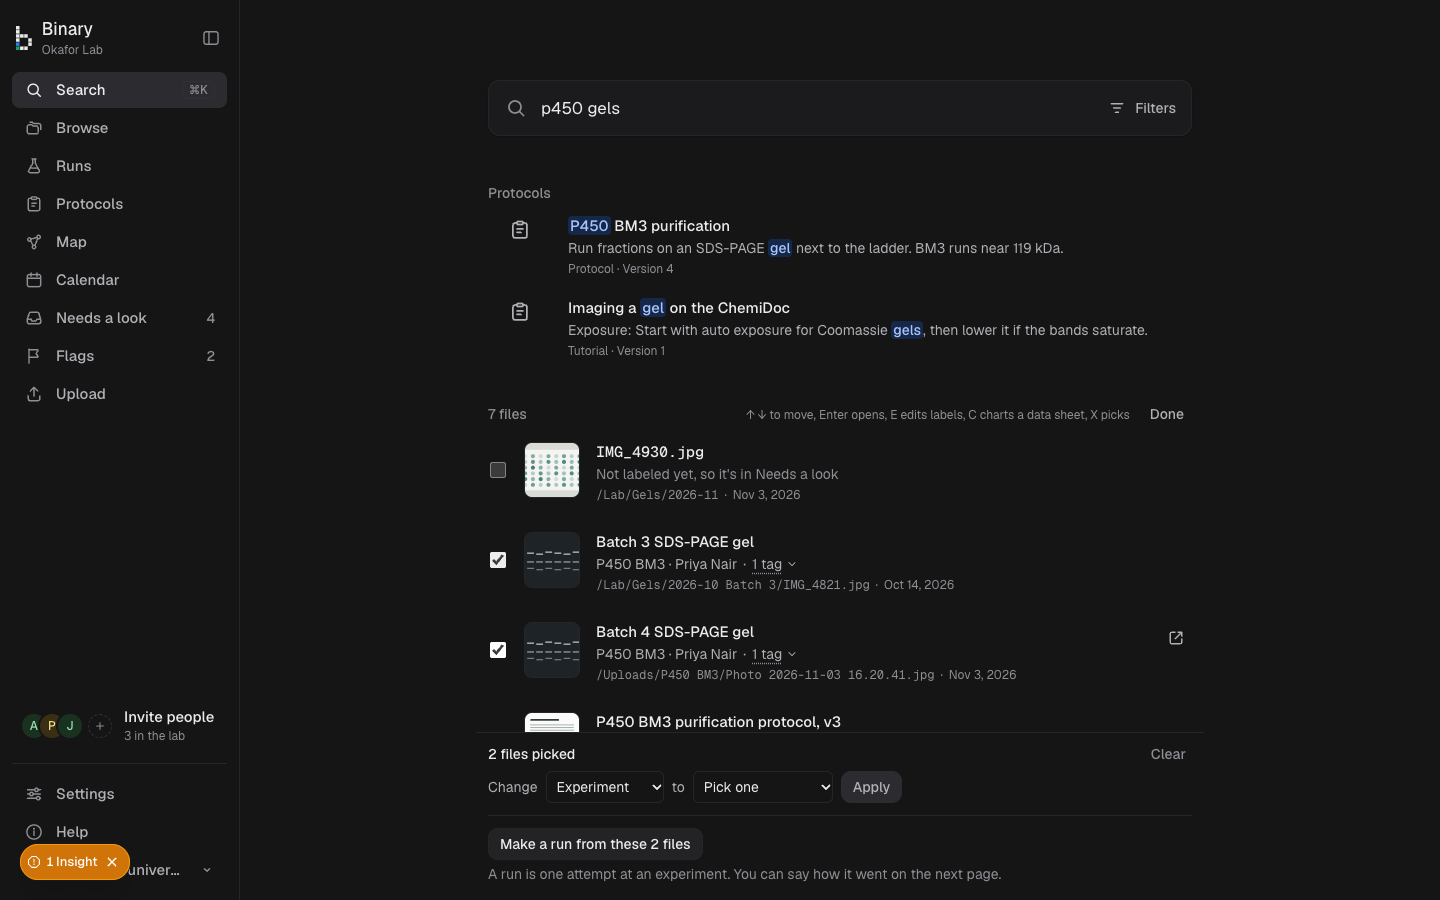 Binary
Okafor Lab
Search ⌘K
Browse
Runs
Protocols
Map
Calendar
Needs a look 4
Flags 2
Upload
A P J + Invite people
3 in the lab
Settings
Help
1 Insight
univer...
p450 gels
Filters
Protocols
P450 BM3 purification
Run fractions on an SDS-PAGE gel next to the ladder. BM3 runs near 119 kDa.
Protocol · Version 4
Imaging a gel on the ChemiDoc
Exposure: Start with auto exposure for Coomassie gels, then lower it if the bands saturate.
Tutorial · Version 1
7 files ↑↓ to move, Enter opens, E edits labels, C charts a data sheet, X picks Done
IMG_4930.jpg
Not labeled yet, so it's in Needs a look
/Lab/Gels/2026-11 · Nov 3, 2026
Batch 3 SDS-PAGE gel
P450 BM3 · Priya Nair · 1 tag
/Lab/Gels/2026-10 Batch 3/IMG_4821.jpg · Oct 14, 2026
Batch 4 SDS-PAGE gel
P450 BM3 · Priya Nair · 1 tag
/Uploads/P450 BM3/Photo 2026-11-03 16.20.41.jpg · Nov 3, 2026
P450 BM3 purification protocol, v3
2 files picked Clear
Change Experiment to Pick one Apply
Make a run from these 2 files
A run is one attempt at an experiment. You can say how it went on the next page.